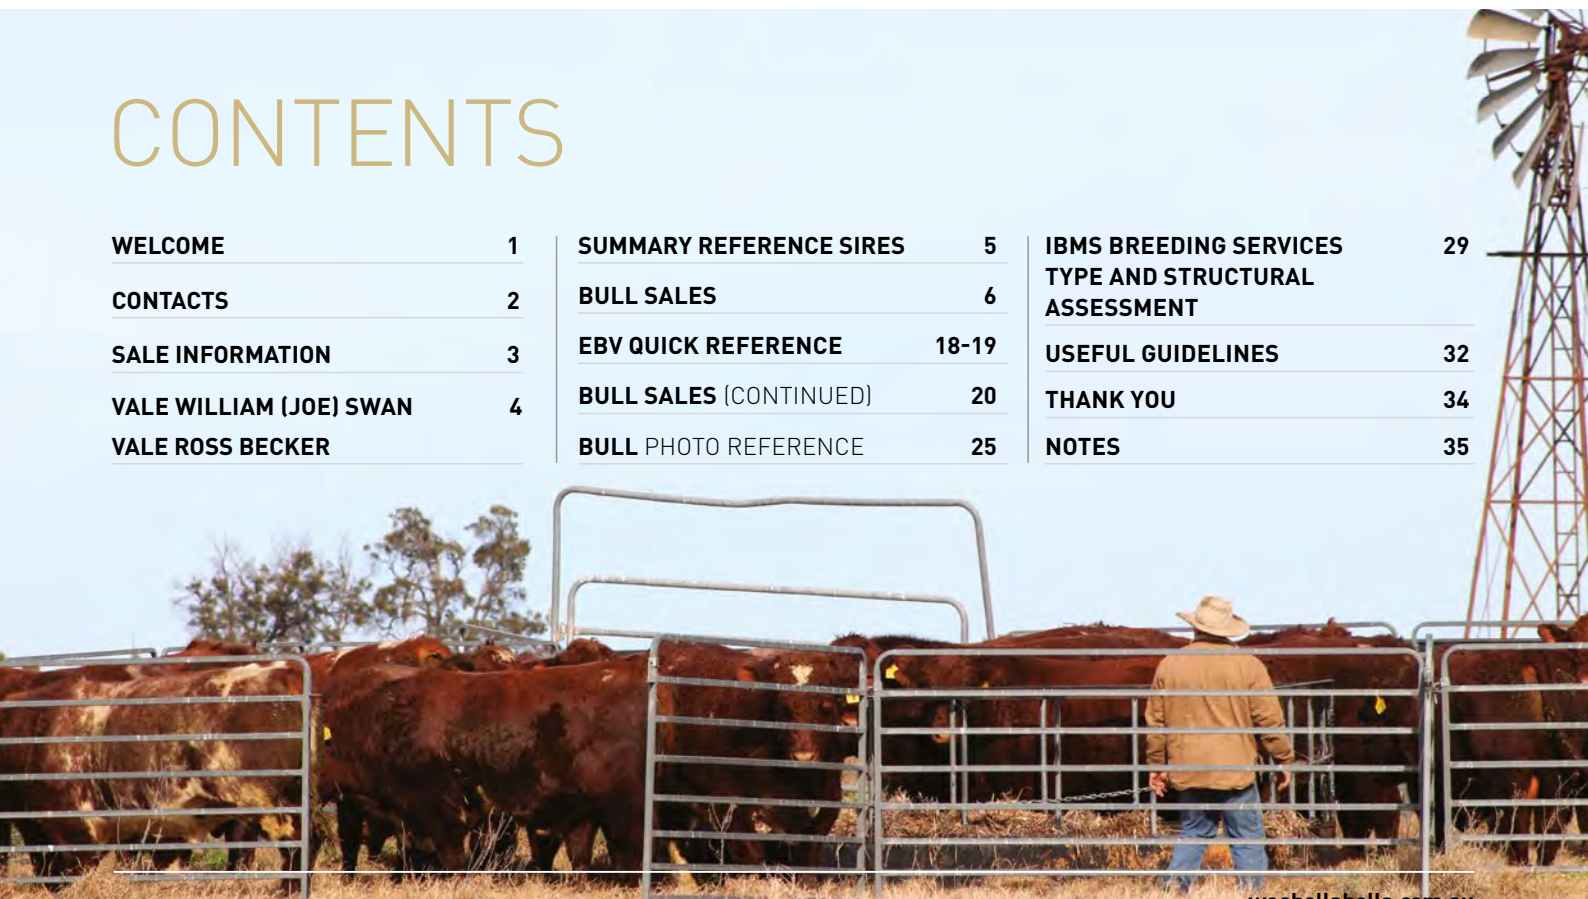 CONTENTS
WELCOME 1
CONTACTS 2
SALE INFORMATION 3
VALE WILLIAM (JOE) SWAN 4
VALE ROSS BECKER
SUMMARY REFERENCE SIRES 5
BULL SALES 6
EBV QUICK REFERENCE 18-19
BULL SALES (CONTINUED) 20
BULL PHOTO REFERENCE 25
IBMS BREEDING SERVICES 29
TYPE AND STRUCTURAL
ASSESSMENT
USEFUL GUIDELINES 32
THANK YOU 34
NOTES 35